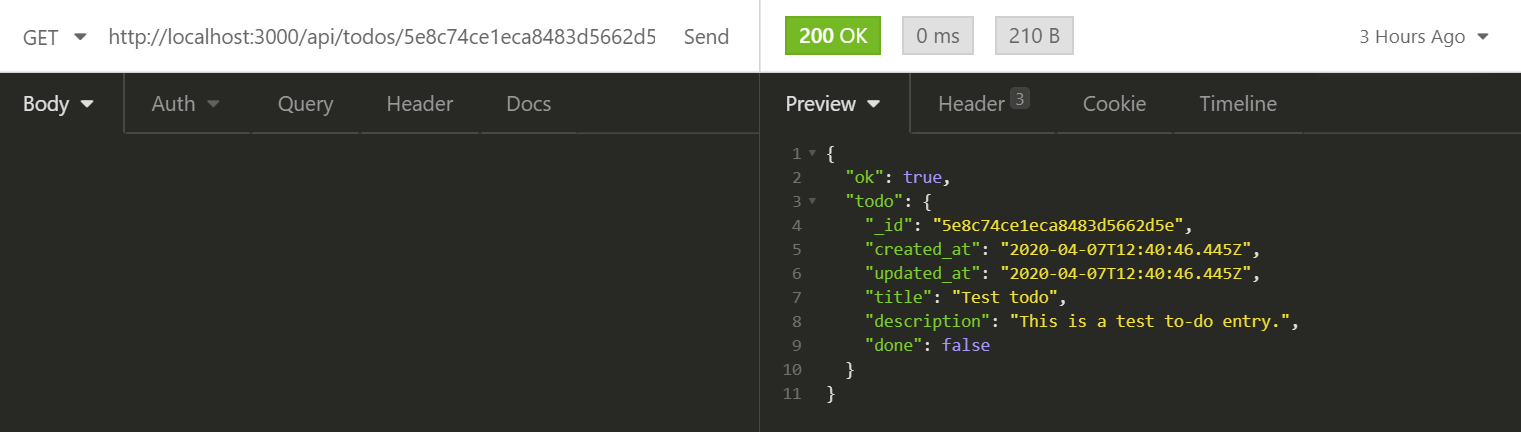 GET http://localhost:3000/api/todos/5e8c74ce1eca8483d5662d5 Send 200 OK 0 ms 210 B 3 Hours Ago
Body Auth Query Header Docs Preview Header 3 Cookie Timeline
1 {
2 "ok": true,
3 "todo": {
4 "_id": "5e8c74ce1eca8483d5662d5e",
5 "created_at": "2020-04-07T12:40:46.445Z",
6 "updated_at": "2020-04-07T12:40:46.445Z",
7 "title": "Test todo",
8 "description": "This is a test to-do entry.",
9 "done": false
10 }
11 }